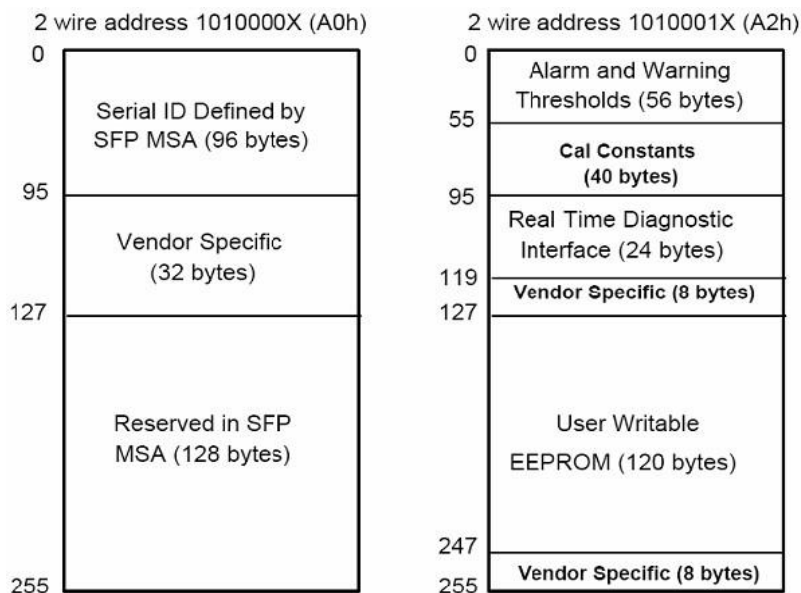 2 wire address 1010000X (A0h)
0
Serial ID Defined by
SFP MSA (96 bytes)
95
Vendor Specific
(32 bytes)
127
Reserved in SFP
MSA (128 bytes)
255
2 wire address 1010001X (A2h)
0
Alarm and Warning
Thresholds (56 bytes)
55
Cal Constants
(40 bytes)
95
Real Time Diagnostic
Interface (24 bytes)
119
Vendor Specific (8 bytes)
127
User Writable
EEPROM (120 bytes)
247
Vendor Specific (8 bytes)
255